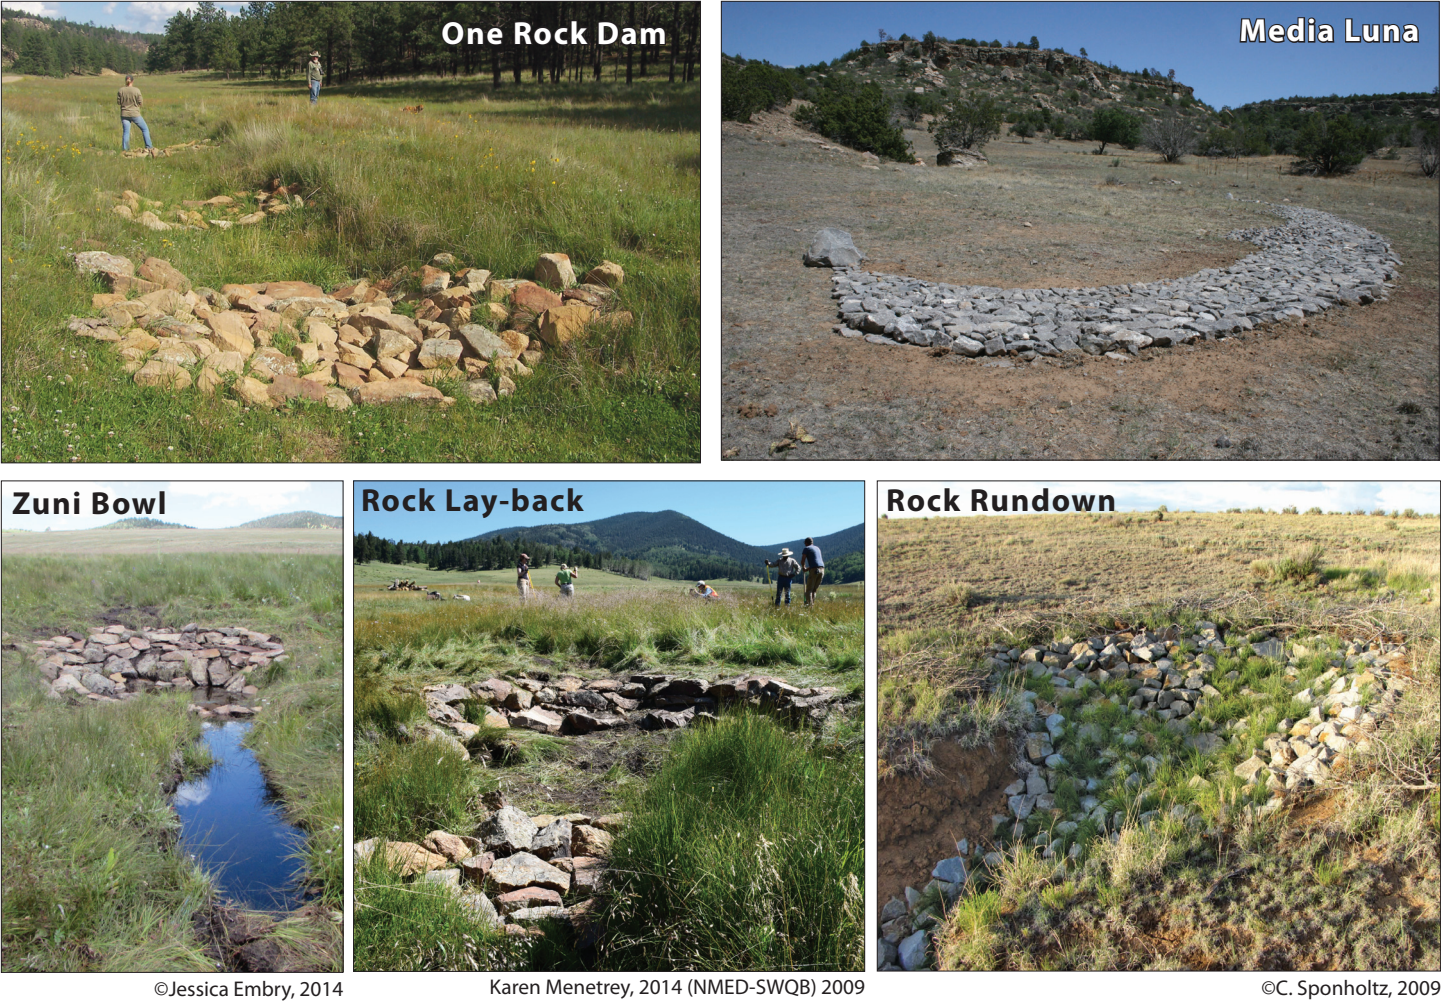 One Rock Dam
Media Luna
Zuni Bowl
Rock Lay-back
Rock Rundown
©Jessica Embry, 2014
Karen Menetrey, 2014 (NMED-SWQB) 2009
©C. Sponholtz, 2009